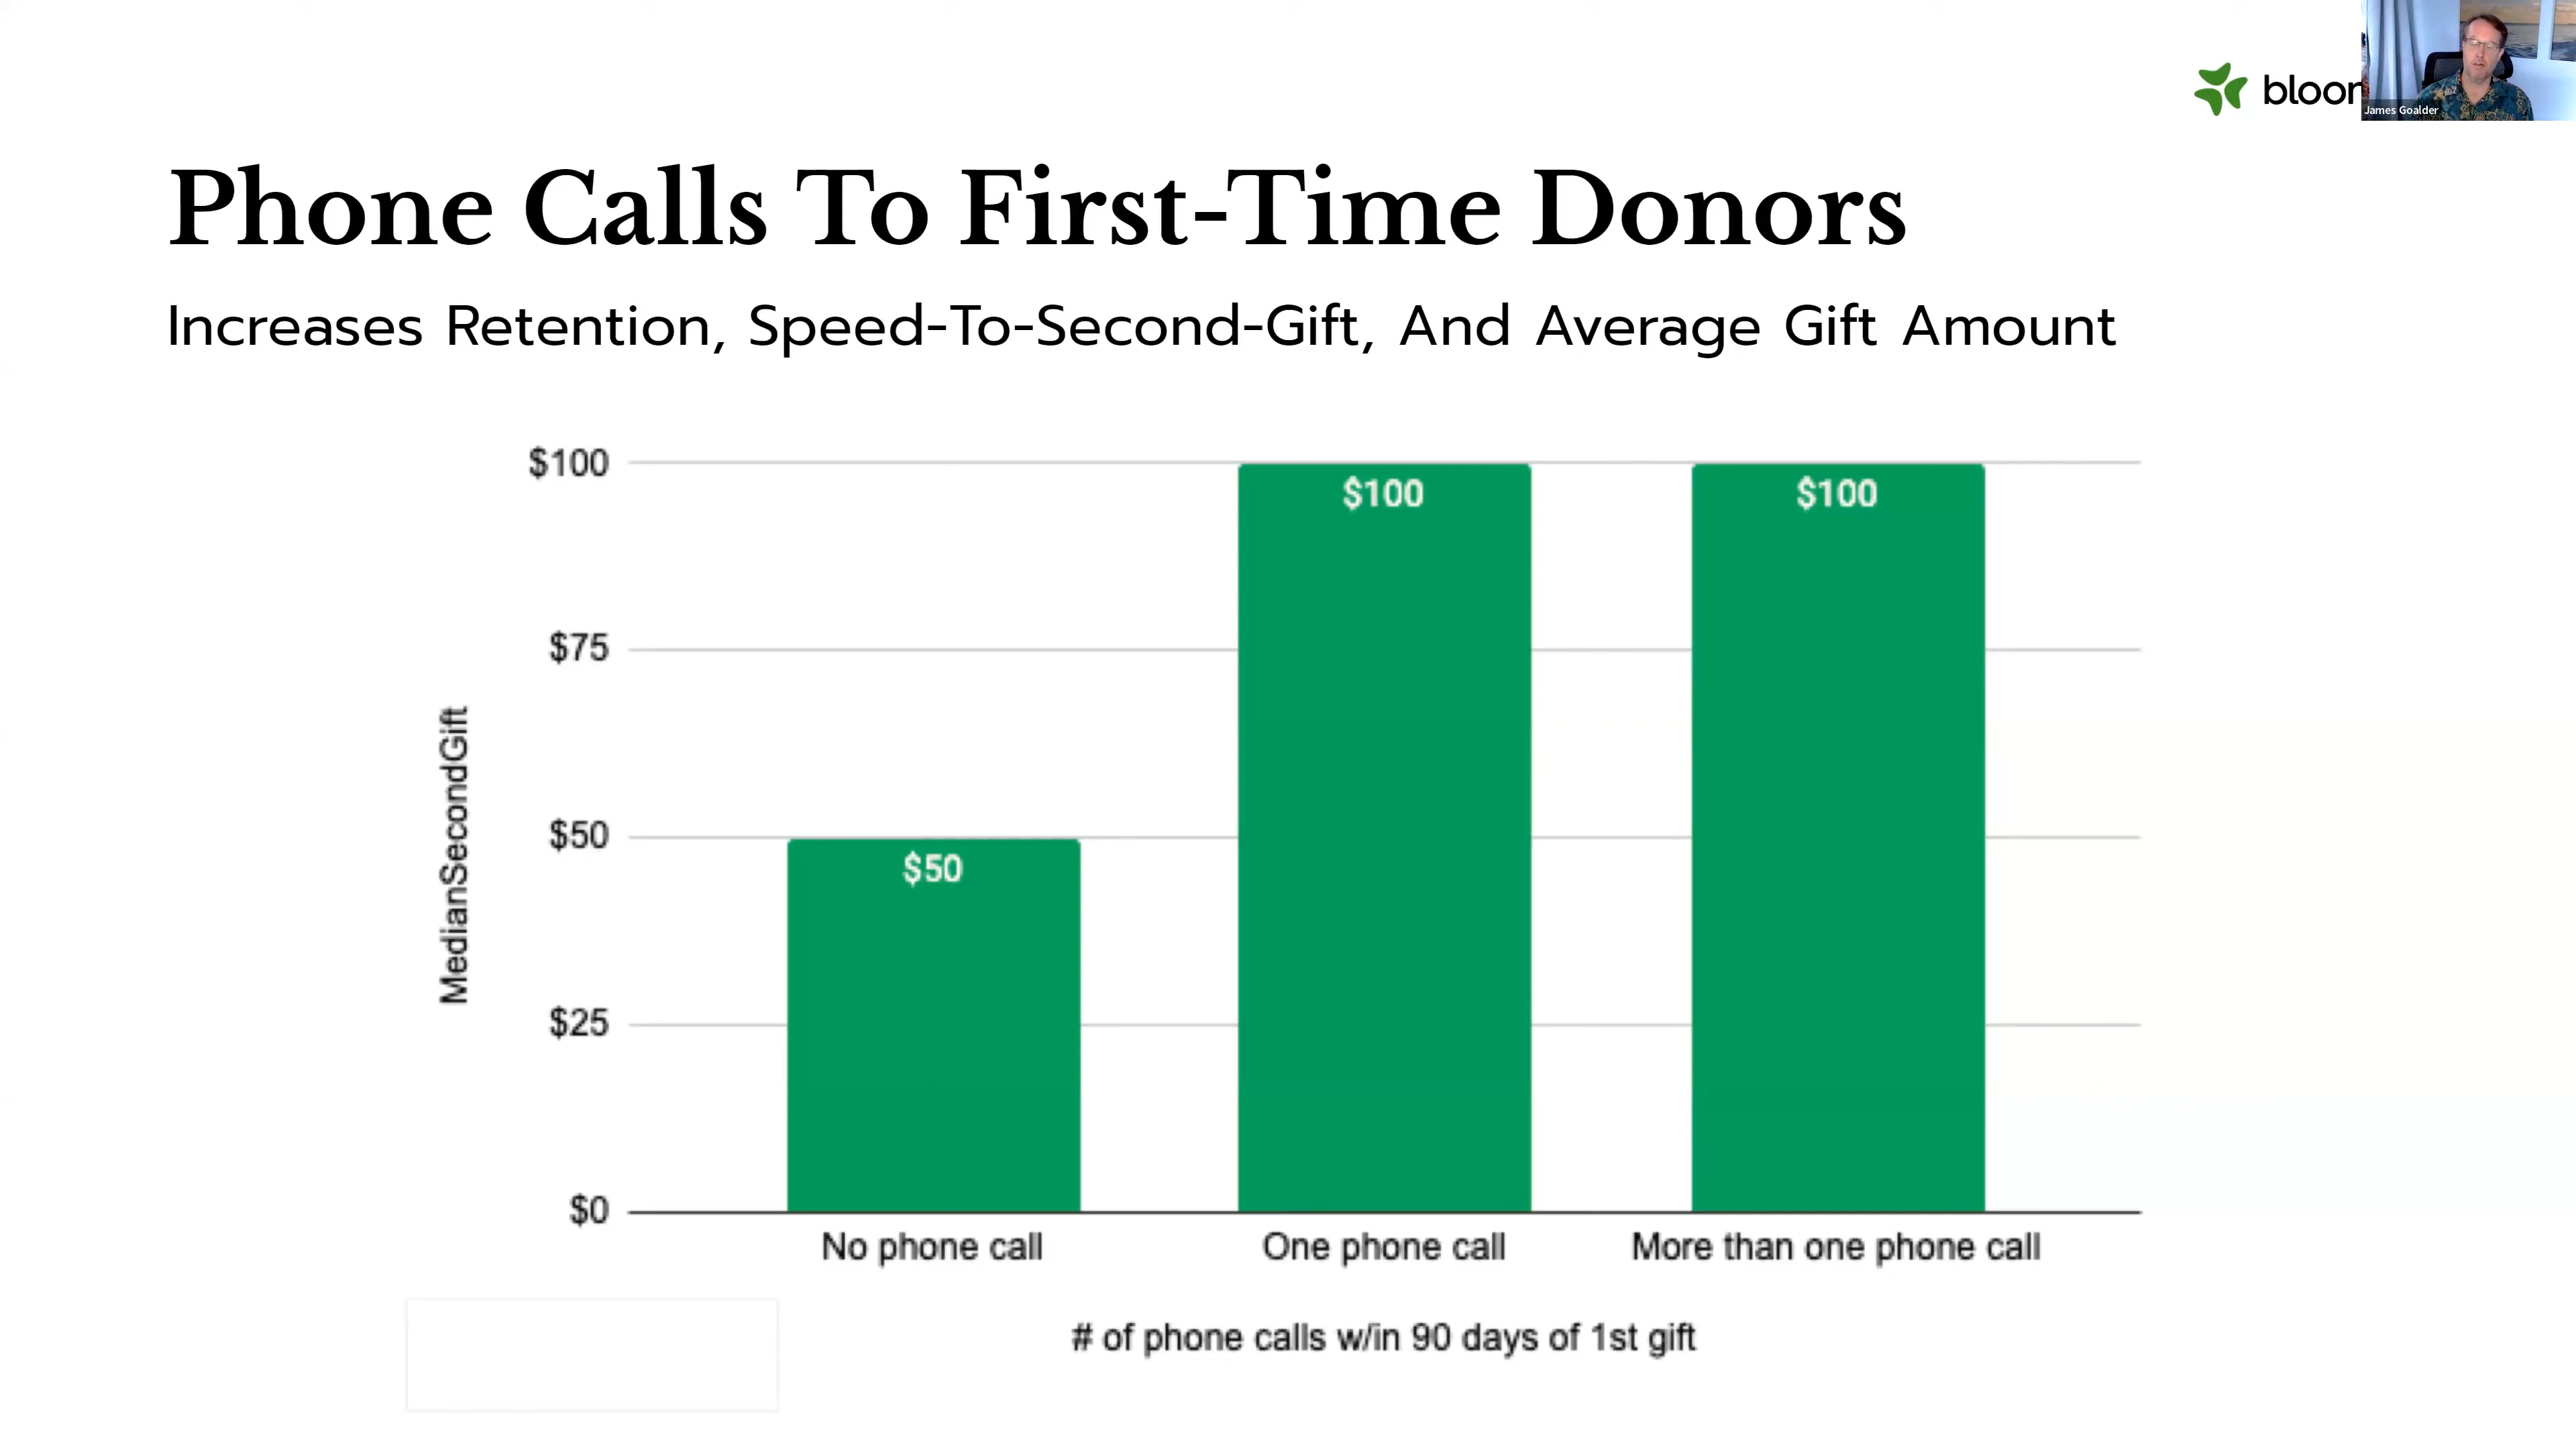 bloom
James Goalder
Phone Calls To First-Time Donors
Increases Retention, Speed-To-Second-Gift, And Average Gift Amount
MedianSecondGift
$100
$75
$50
$25
$0
$50
$100
$100
No phone call
One phone call
More than one phone call
# of phone calls w/in 90 days of 1st gift